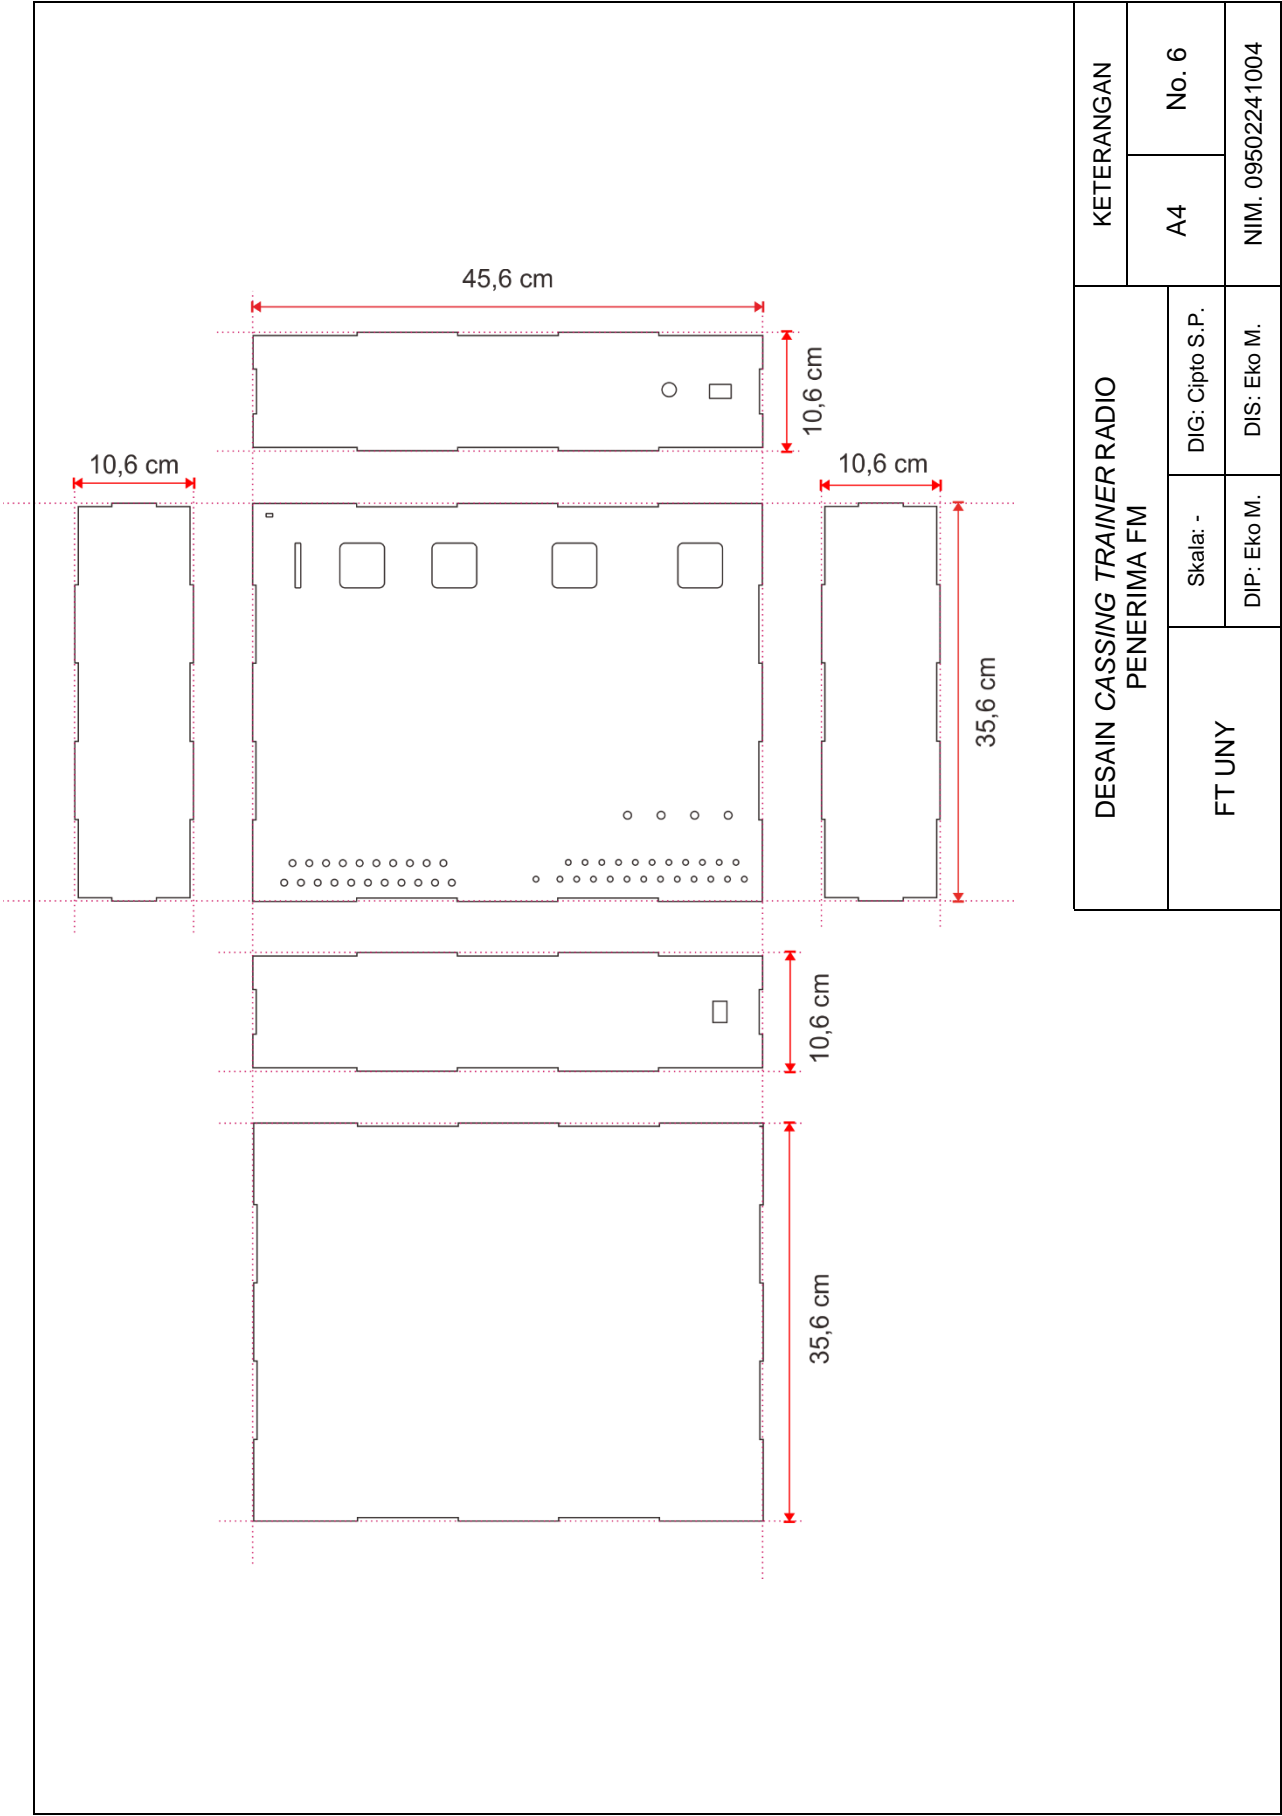 45,6 cm
10,6 cm
10,6 cm
10,6 cm
35,6 cm
10,6 cm
35,6 cm
DESAIN CASSING TRAINER RADIO
PENERIMA FM
KETERANGAN
FT UNY
Skala: -
DIG: Cipto S.P.
A4
No. 6
DIP: Eko M.
DIS: Eko M.
NIM. 09502241004